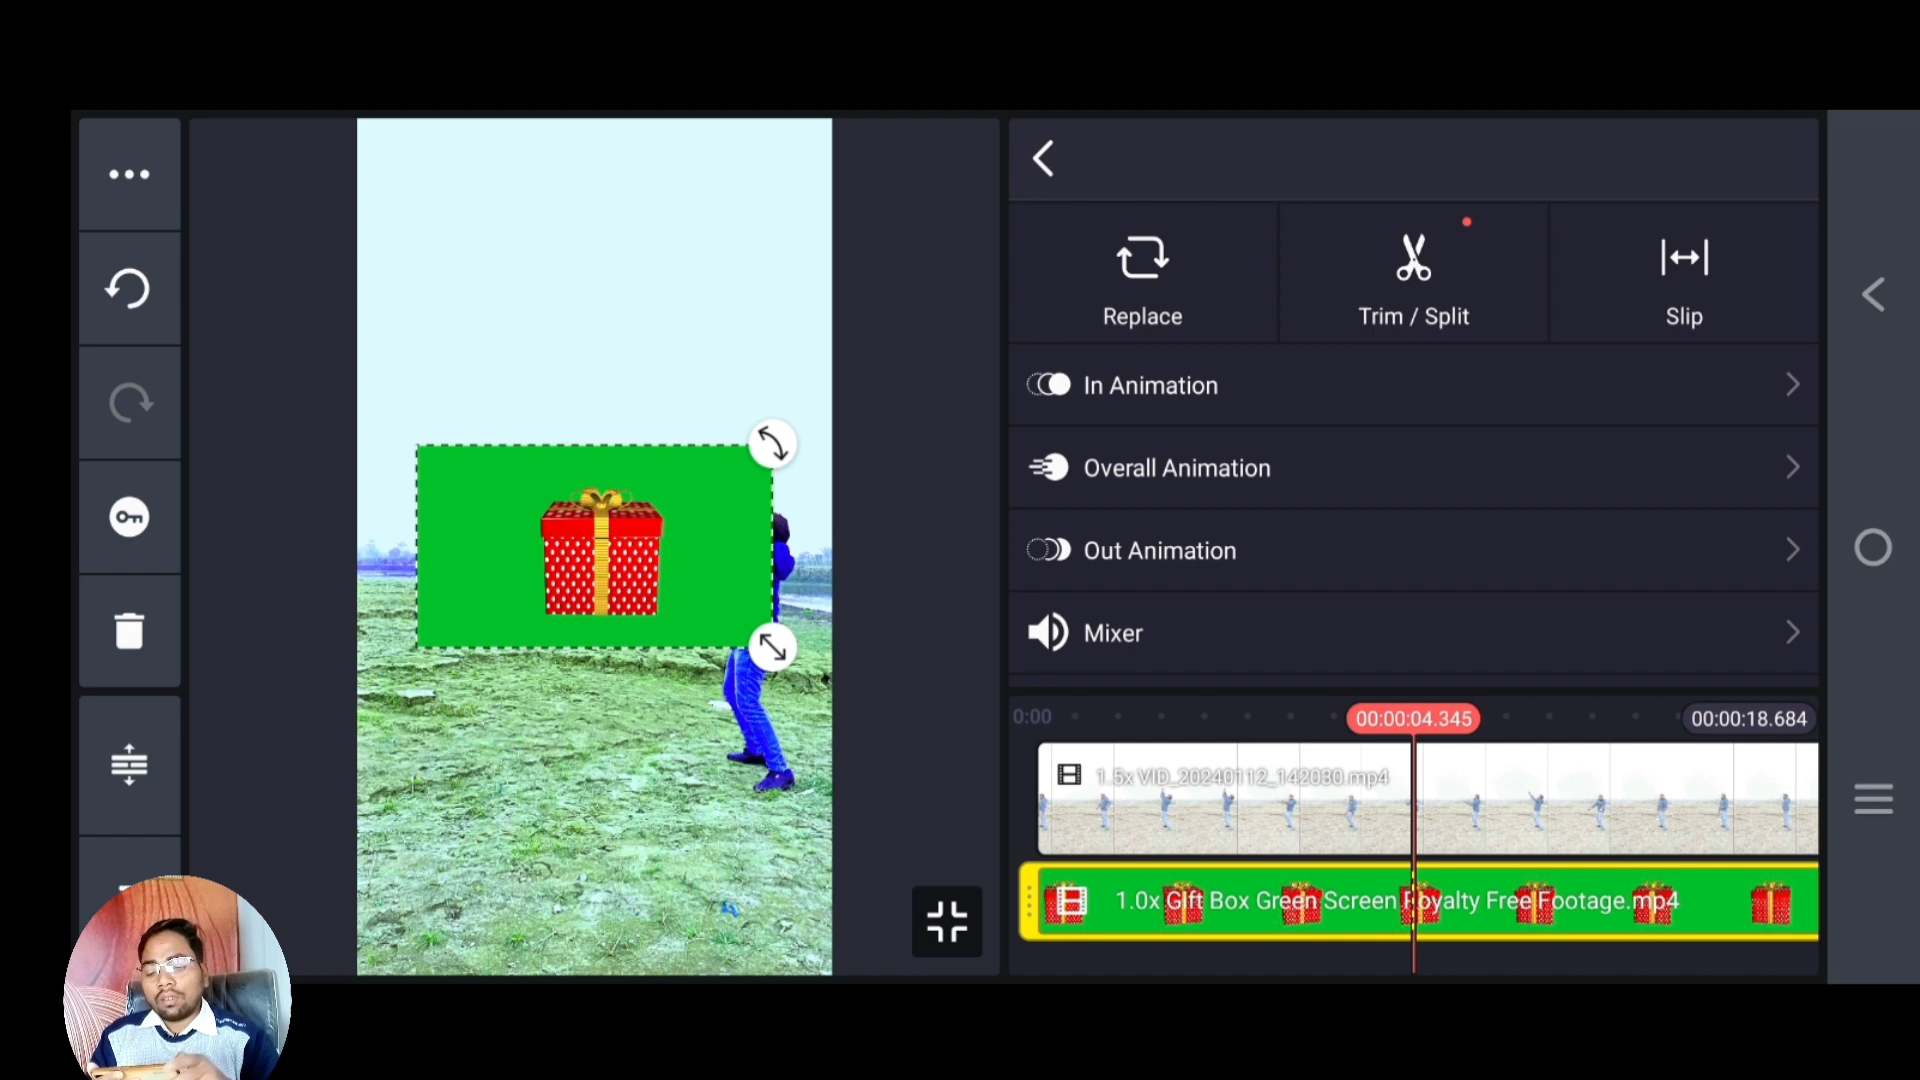 Replace
Trim / Split
Slip
In Animation
Overall Animation
Out Animation
Mixer
0:00
00:00:04.345
00:00:18.684
1.5x VID_20240112_142030.mp4
1.0x Gift Box Green Screen Royalty Free Footage.mp4